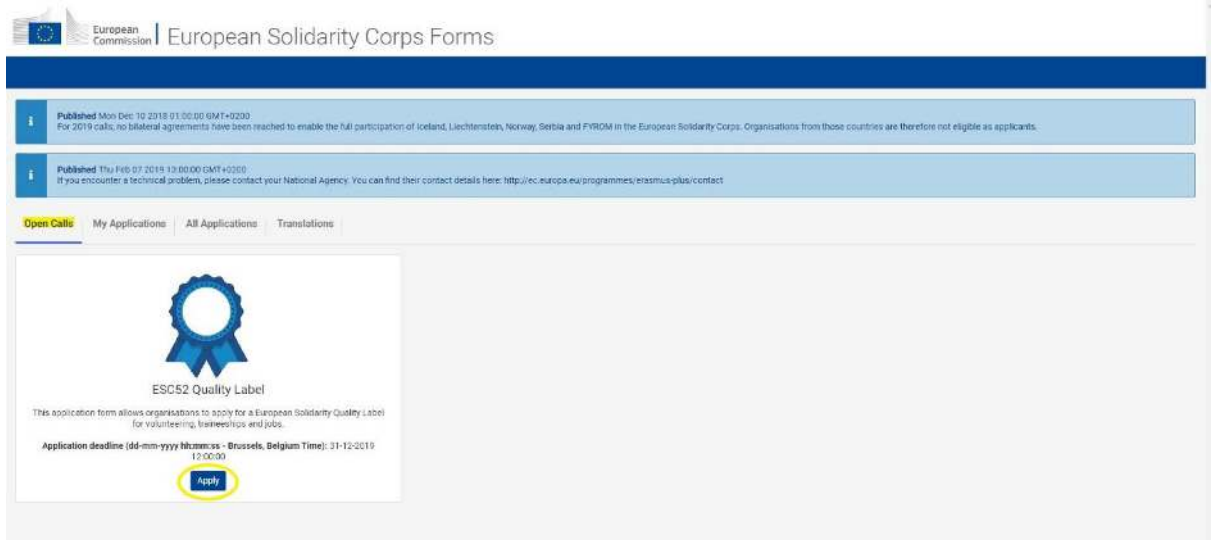 European
Commission
European Solidarity Corps Forms
i
Published Mon Dec 10 2018 01:00:00 GMT+0200
For 2019 calls, no bilateral agreements have been reached to enable the full participation of Iceland, Liechtenstein, Norway, Serbia and FYROM in the European Solidarity Corps. Organisations from those countries are therefore not eligible as applicants.
i
Published Thu Feb 07 2019 13:00:00 GMT+0200
If you encounter a technical problem, please contact your National Agency. You can find their contact details here: http://ec.europa.eu/programmes/erasmus-plus/contact
Open Calls My Applications All Applications Translations
ESC52 Quality Label
This application form allows organisations to apply for a European Solidarity Quality Label
for volunteering, traineeships and jobs.
Application deadline (dd-mm-yyyy hh:mm:ss - Brussels, Belgium Time): 31-12-2019
12:00:00
Apply